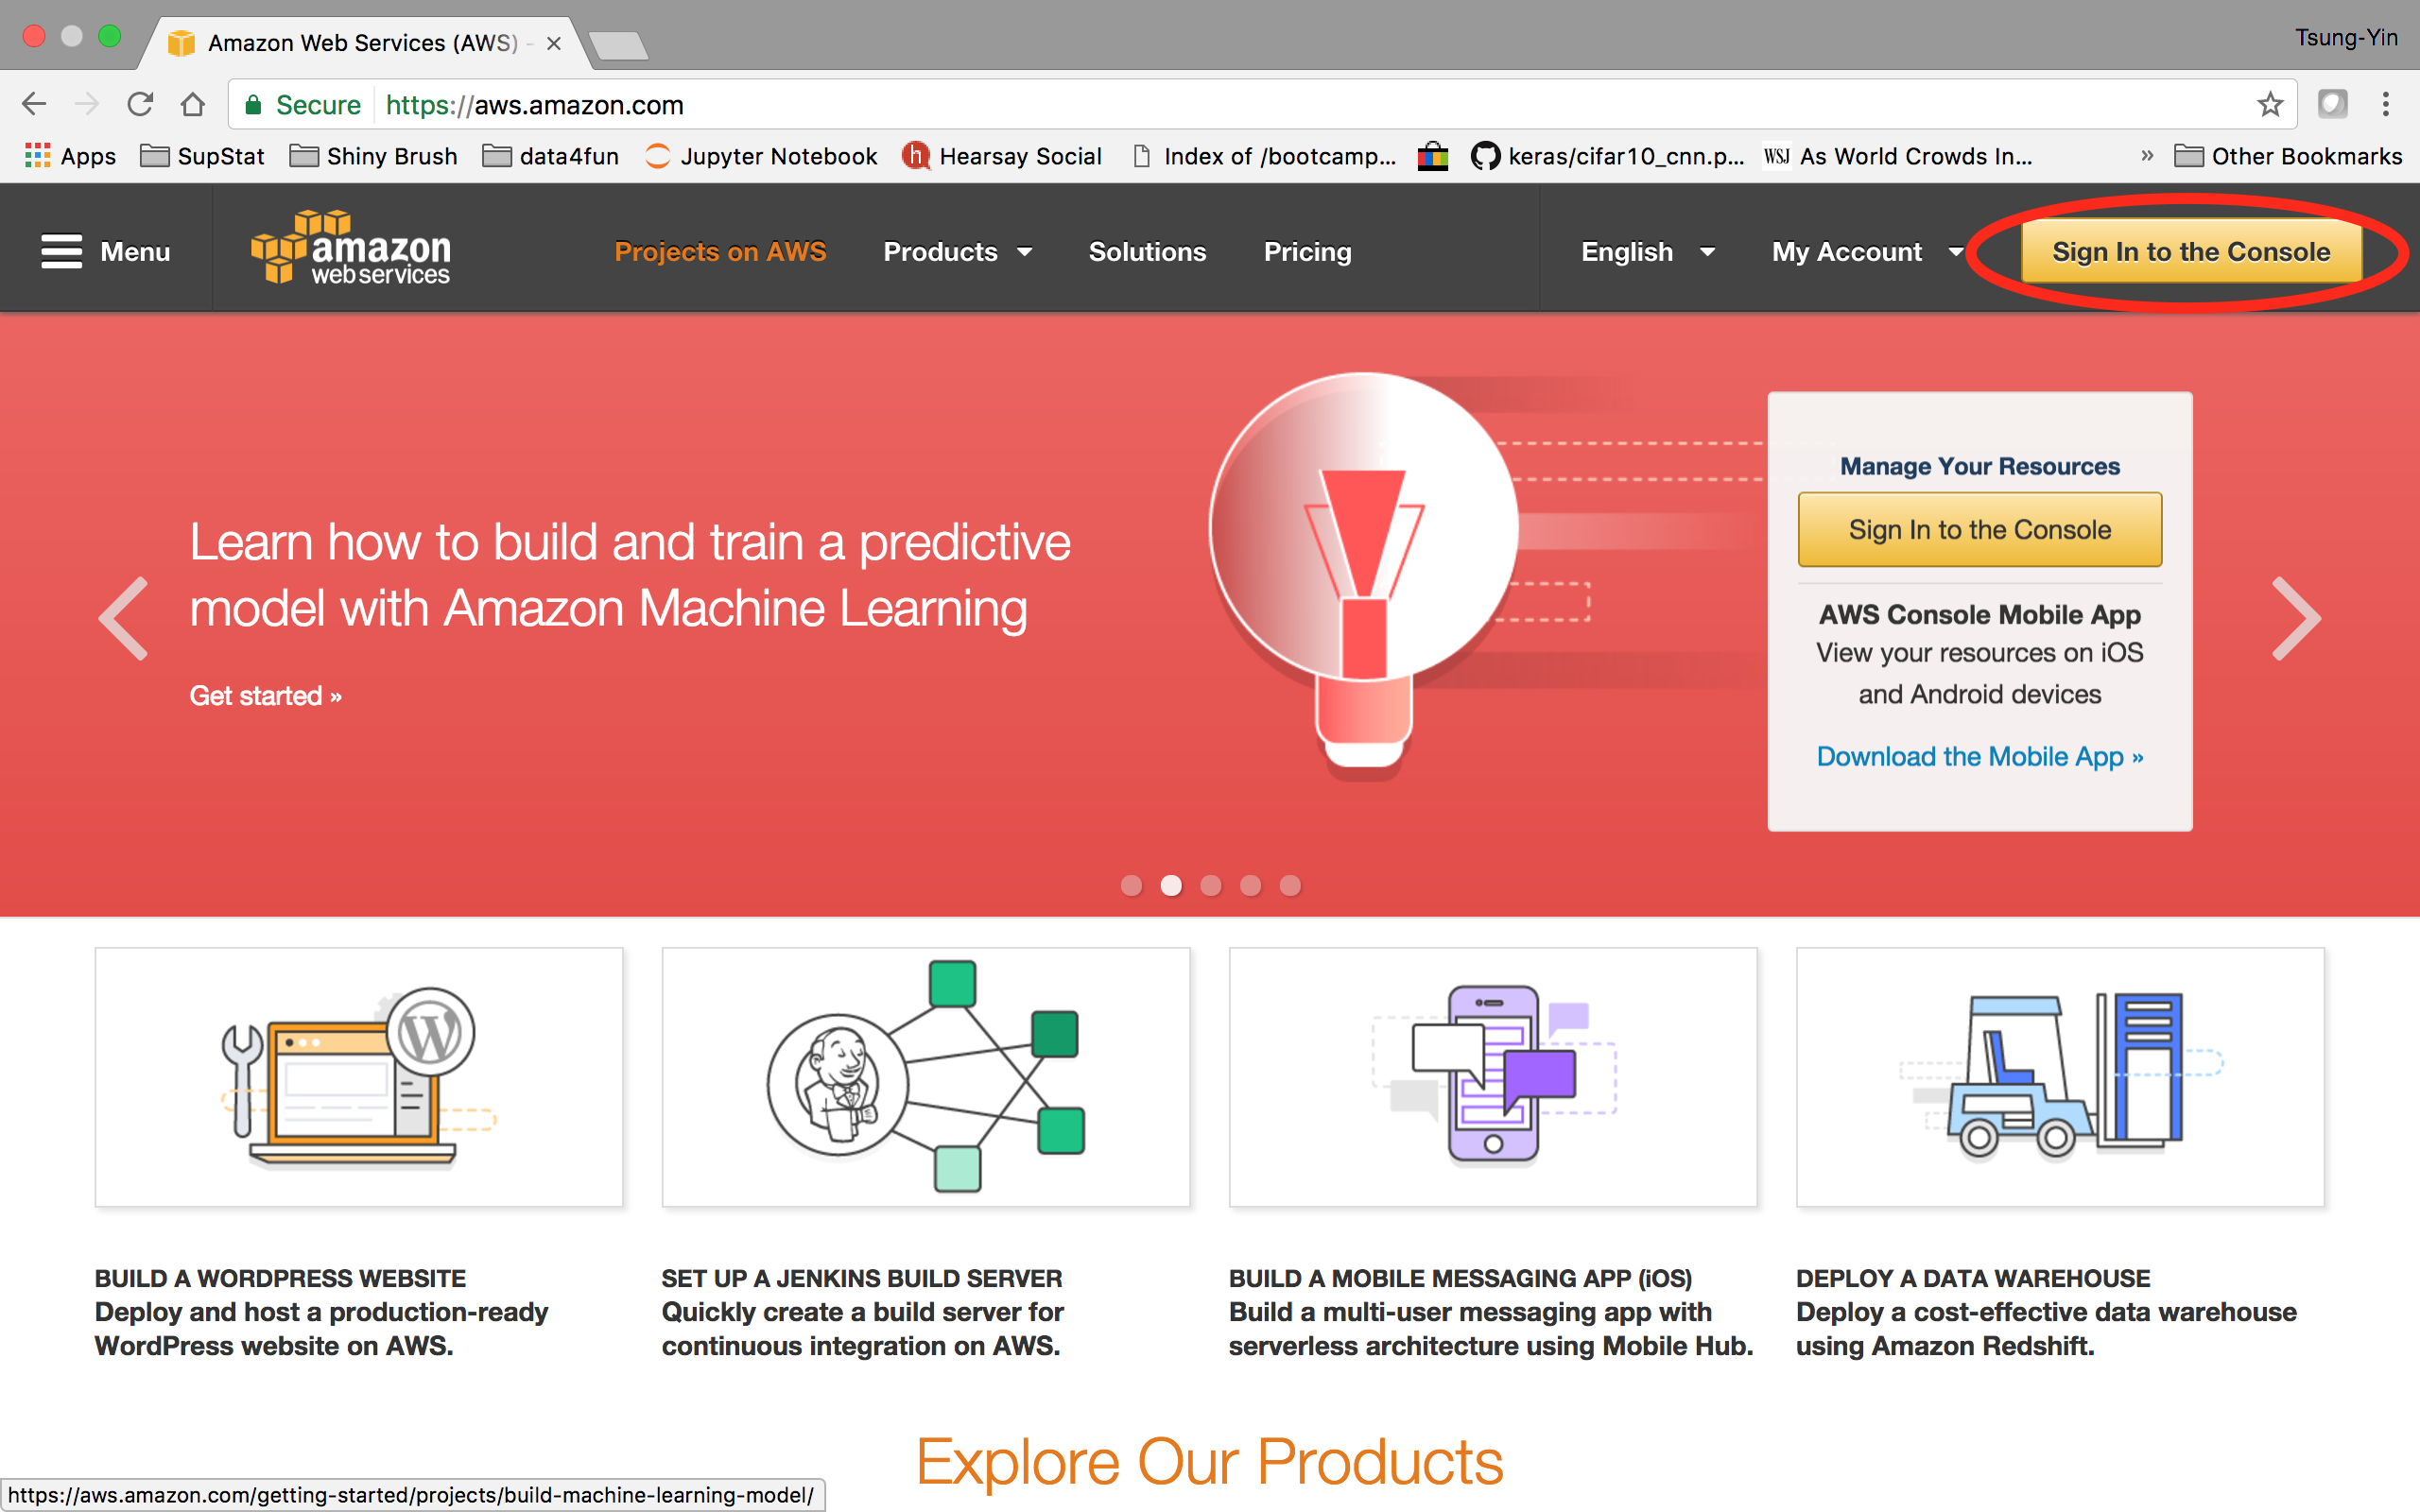 Amazon Web Services (AWS) -
Tsung-Yin
Secure https://aws.amazon.com
Apps SupStat Shiny Brush data4fun Jupyter Notebook h Hearsay Social Index of /bootcamp... keras/cifar10_cnn.p... WSJ As World Crowds In... » Other Bookmarks
Menu amazon web services Projects on AWS Products Solutions Pricing English My Account Sign In to the Console
Learn how to build and train a predictive
model with Amazon Machine Learning
Get started »
Manage Your Resources
Sign In to the Console
AWS Console Mobile App
View your resources on iOS
and Android devices
Download the Mobile App »
W
BUILD A WORDPRESS WEBSITE
Deploy and host a production-ready
WordPress website on AWS.
SET UP A JENKINS BUILD SERVER
Quickly create a build server for
continuous integration on AWS.
BUILD A MOBILE MESSAGING APP (iOS)
Build a multi-user messaging app with
serverless architecture using Mobile Hub.
DEPLOY A DATA WAREHOUSE
Deploy a cost-effective data warehouse
using Amazon Redshift.
Explore Our Products
https://aws.amazon.com/getting-started/projects/build-machine-learning-model/